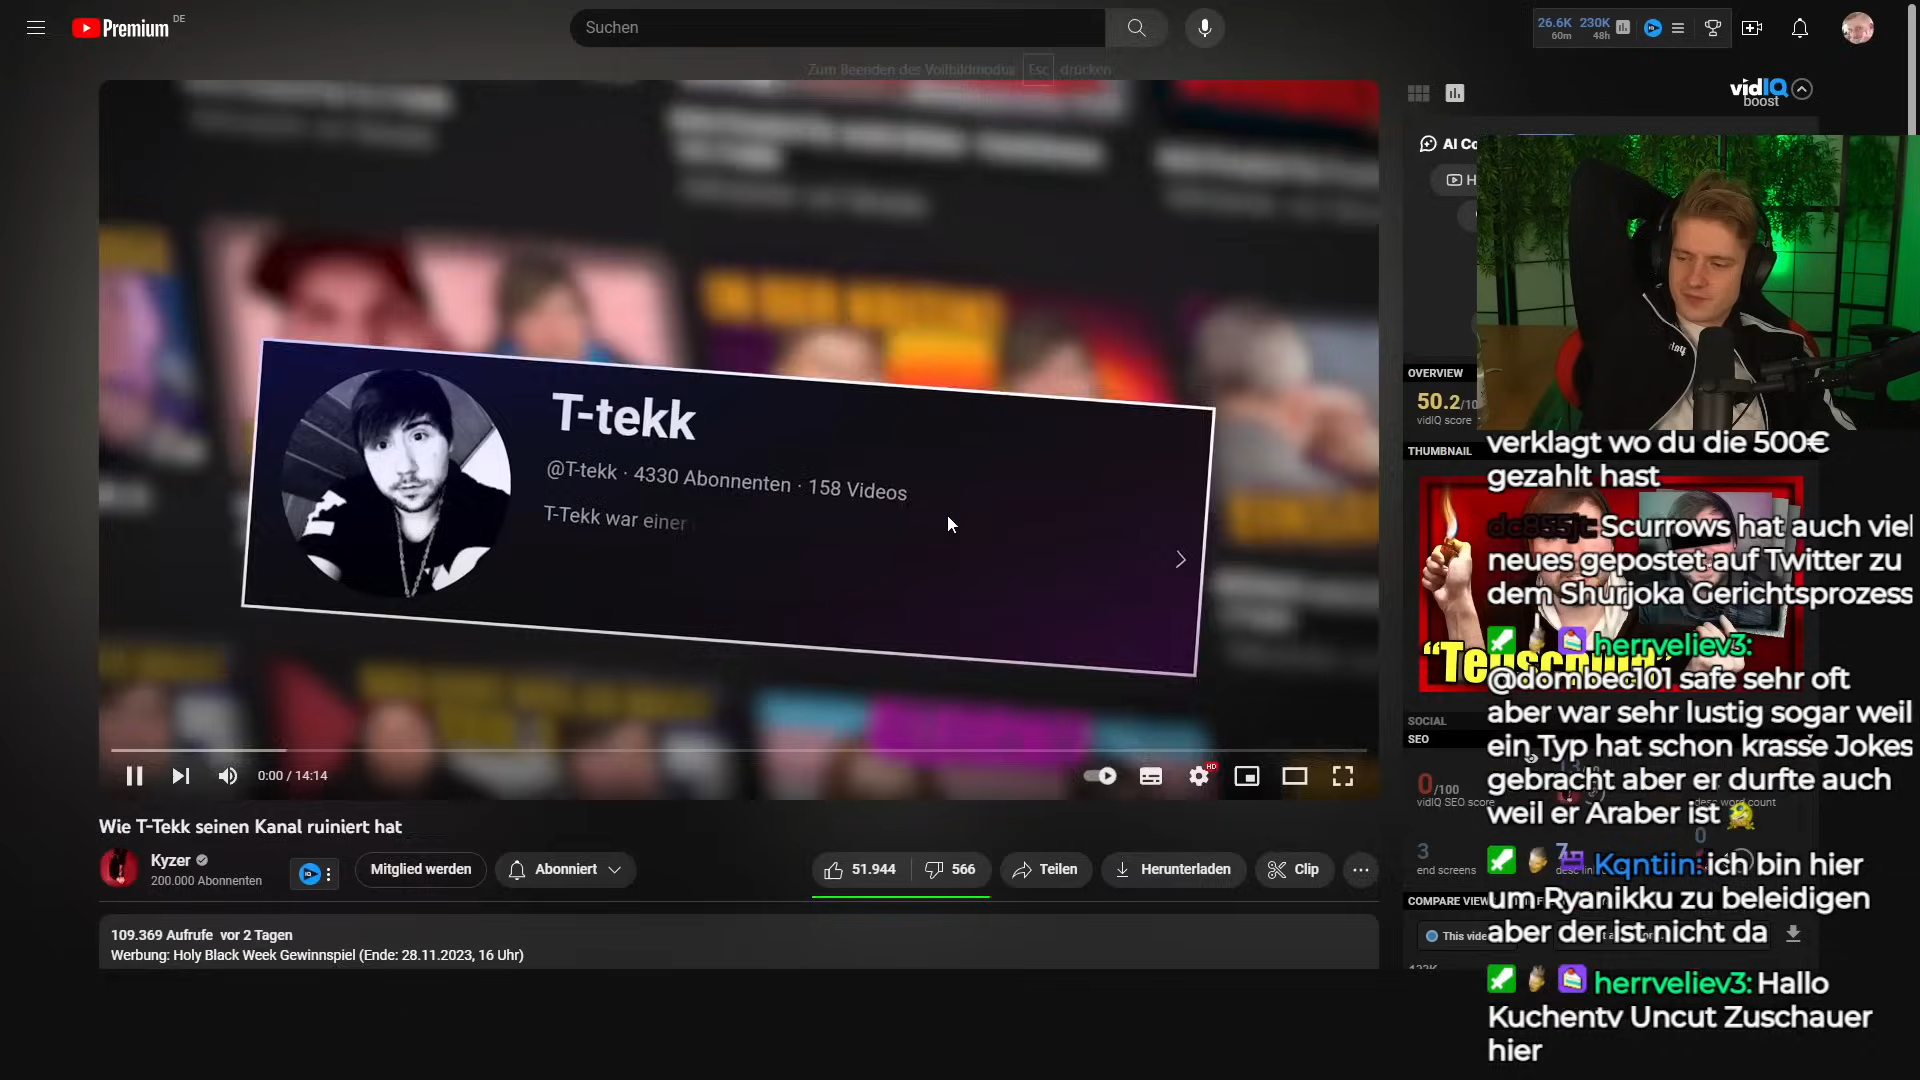 Premium DE
Suchen
26.6K 230K
60m 48h
Zum Beenden des Vollbildmodus Esc drücken
vidIQ
boost
AI Co
H
T-tekk
@T-tekk · 4330 Abonnenten · 158 Videos
T-Tekk war einer
0:00 / 14:14
HD
Wie T-Tekk seinen Kanal ruiniert hat
Kyzer
200.000 Abonnenten
Mitglied werden
Abonniert
51.944
566
Teilen
Herunterladen
Clip
109.369 Aufrufe vor 2 Tagen
Werbung: Holy Black Week Gewinnspiel (Ende: 28.11.2023, 16 Uhr)
OVERVIEW
50.2/10
vidIQ score
THUMBNAIL
SOCIAL
SEO
0/100
vidIQ SEO score
3
end screens
COMPARE VIEW
This vide
verklagt wo du die 500€
gezahlt hast
dc855jt: Scurrows hat auch viel
neues gepostet auf Twitter zu
dem Shurjoka Gerichtsprozess
herrveliev3:
@dombec101 safe sehr oft
aber war sehr lustig sogar weil
ein Typ hat schon krasse Jokes
gebracht aber er durfte auch
weil er Araber ist
Kqntiin: ich bin hier
um Ryanikku zu beleidigen
aber der ist nicht da
herrveliev3: Hallo
Kuchentv Uncut Zuschauer
hier